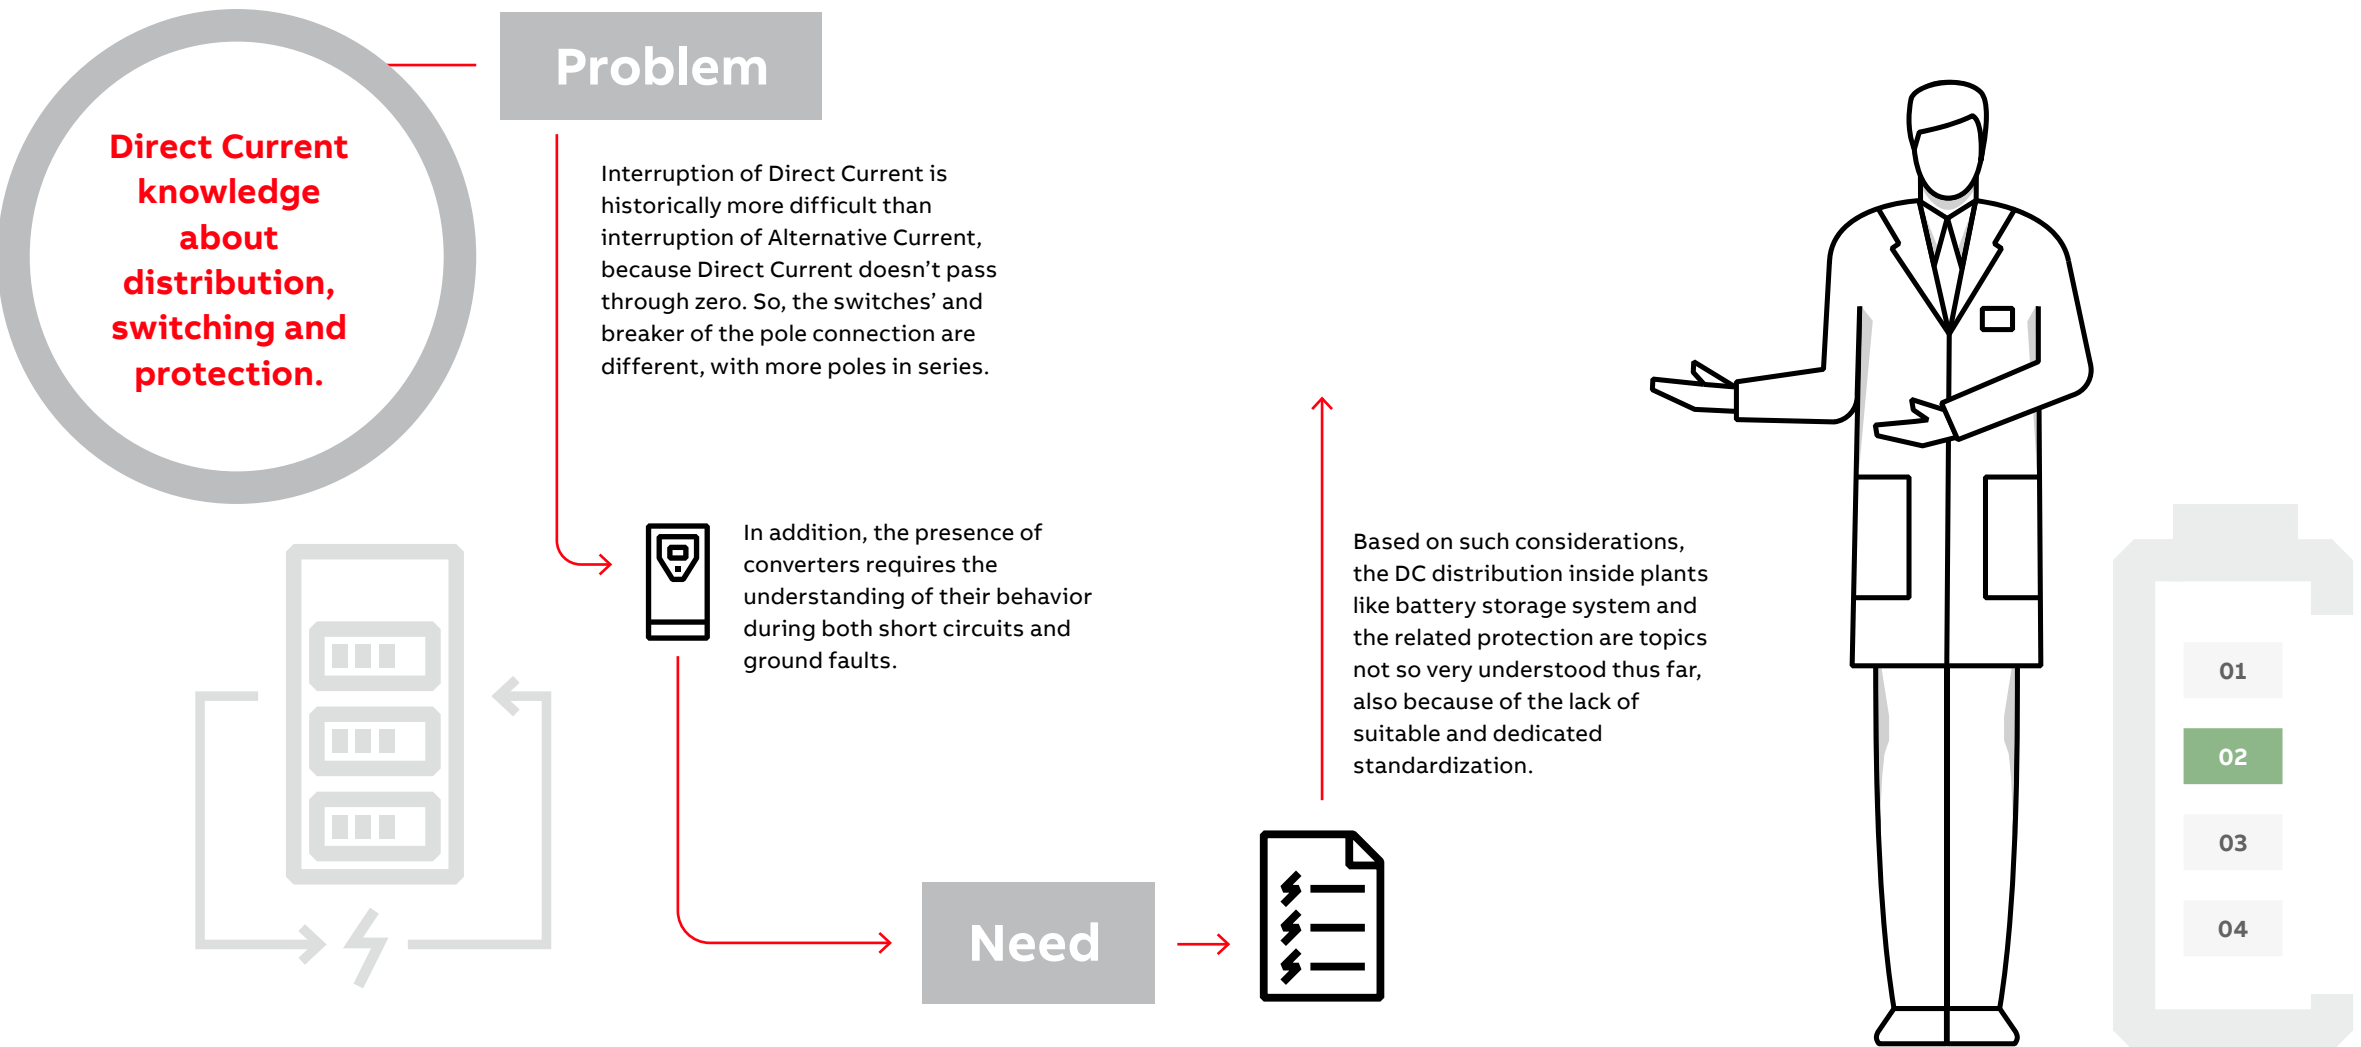 Direct Current
knowledge
about
distribution,
switching and
protection.
Problem
Interruption of Direct Current is
historically more difficult than
interruption of Alternative Current,
because Direct Current doesn’t pass
through zero. So, the switches’ and
breaker of the pole connection are
different, with more poles in series.
In addition, the presence of
converters requires the
understanding of their behavior
during both short circuits and
ground faults.
Need
Based on such considerations,
the DC distribution inside plants
like battery storage system and
the related protection are topics
not so very understood thus far,
also because of the lack of
suitable and dedicated
standardization.
01
02
03
04